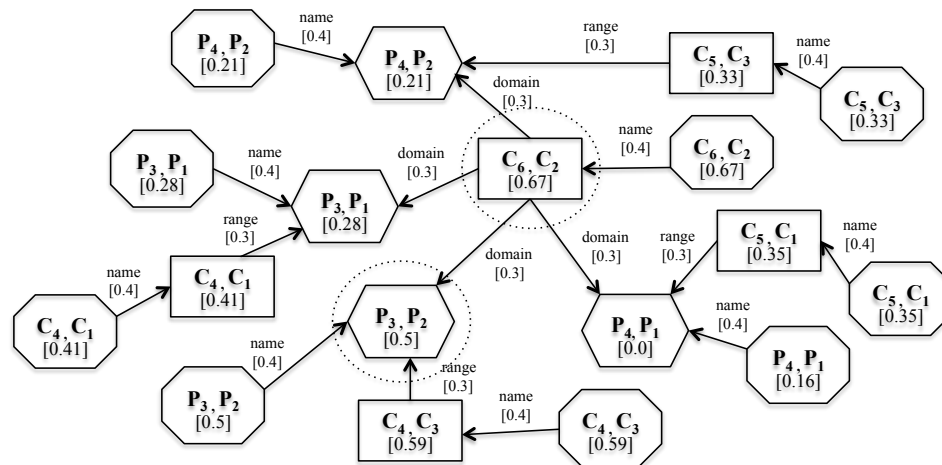 name
[0.4]
P4, P2
[0.21]
P4, P2
[0.21]
range
[0.3]
C5, C3
[0.33]
name
[0.4]
C5, C3
[0.33]
domain
[0.3]
P3, P1
[0.28]
name
[0.4]
P3, P1
[0.28]
domain
[0.3]
C6, C2
[0.67]
name
[0.4]
C6, C2
[0.67]
range
[0.3]
C4, C1
[0.41]
name
[0.4]
C4, C1
[0.41]
domain
[0.3]
domain
[0.3]
range
[0.3]
C5, C1
[0.35]
name
[0.4]
C5, C1
[0.35]
P3, P2
[0.5]
P4, P1
[0.0]
name
[0.4]
P4, P1
[0.16]
name
[0.4]
P3, P2
[0.5]
range
[0.3]
C4, C3
[0.59]
name
[0.4]
C4, C3
[0.59]